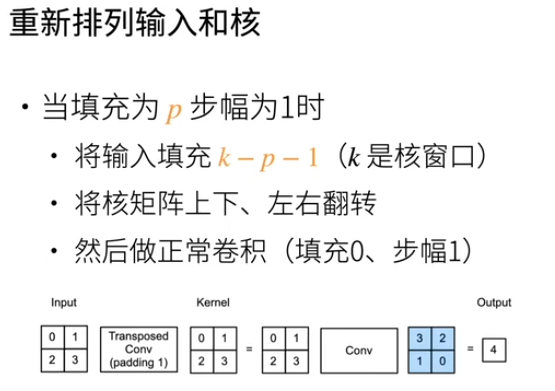 重新排列输入和核
• 当填充为 p 步幅为1时
• 将输入填充 k − p − 1（k 是核窗口）
• 将核矩阵上下、左右翻转
• 然后做正常卷积（填充0、步幅1）
Input Kernel Output
0 1 Transposed 0 1 0 1 3 2
Conv = Conv = 4
2 3 (padding 1) 2 3 2 3 1 0